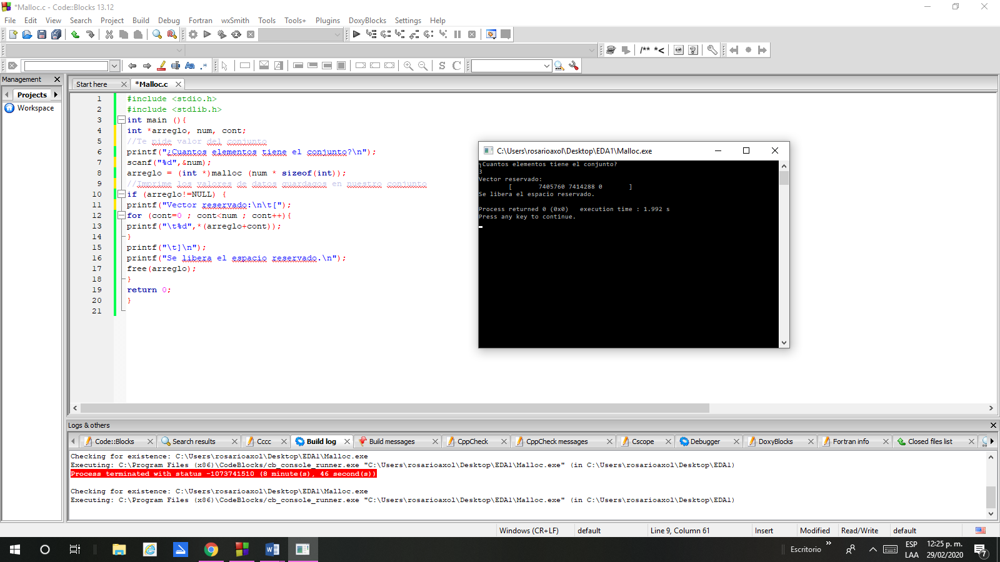 *Malloc.c - Code::Blocks 13.12
File Edit View Search Project Build Debug Fortran wxSmith Tools Tools+ Plugins DoxyBlocks Settings Help
/** *<
Aa .* S C
Management
Start here *Malloc.c
Projects
Workspace
1 #include <stdio.h>
2 #include <stdlib.h>
3 int main (){
4 int *arreglo, num, cont;
5 //Te pide valor del conjunto
6 printf("¿Cuantos elementos tiene el conjunto?\n");
7 scanf("%d",&num);
8 arreglo = (int *)malloc (num * sizeof(int));
9 //Imprime los valores de datos guardagos en nuestro conjunto
10 if (arreglo!=NULL) {
11 printf("Vector reservado:\n\t[");
12 for (cont=0 ; cont<num ; cont++){
13 printf("\t%d",*(arreglo+cont));
14 }
15 printf("\t]\n");
16 printf("Se libera el espacio reservado.\n");
17 free(arreglo);
18 }
19 return 0;
20 }
21
C:\Users\rosarioaxol\Desktop\EDA1\Malloc.exe
┐Cuantos elementos tiene el conjunto?
3
Vector reservado:
[ 7405760 7414288 0 ]
Se libera el espacio reservado.
Process returned 0 (0x0) execution time : 1.992 s
Press any key to continue.
Logs & others
Code::Blocks Search results Cccc Build log Build messages CppCheck CppCheck messages Cscope Debugger DoxyBlocks Fortran info Closed files list
Checking for existence: C:\Users\rosarioaxol\Desktop\EDA1\Malloc.exe
Executing: C:\Program Files (x86)\CodeBlocks/cb_console_runner.exe "C:\Users\rosarioaxol\Desktop\EDA1\Malloc.exe" (in C:\Users\rosarioaxol\Desktop\EDA1)
Process terminated with status -1073741510 (8 minute(s), 46 second(s))
Checking for existence: C:\Users\rosarioaxol\Desktop\EDA1\Malloc.exe
Executing: C:\Program Files (x86)\CodeBlocks/cb_console_runner.exe "C:\Users\rosarioaxol\Desktop\EDA1\Malloc.exe" (in C:\Users\rosarioaxol\Desktop\EDA1)
Windows (CR+LF) default Line 9, Column 61 Insert Modified Read/Write default
Escritorio » ESP 12:25 p. m.
LAA 29/02/2020 7